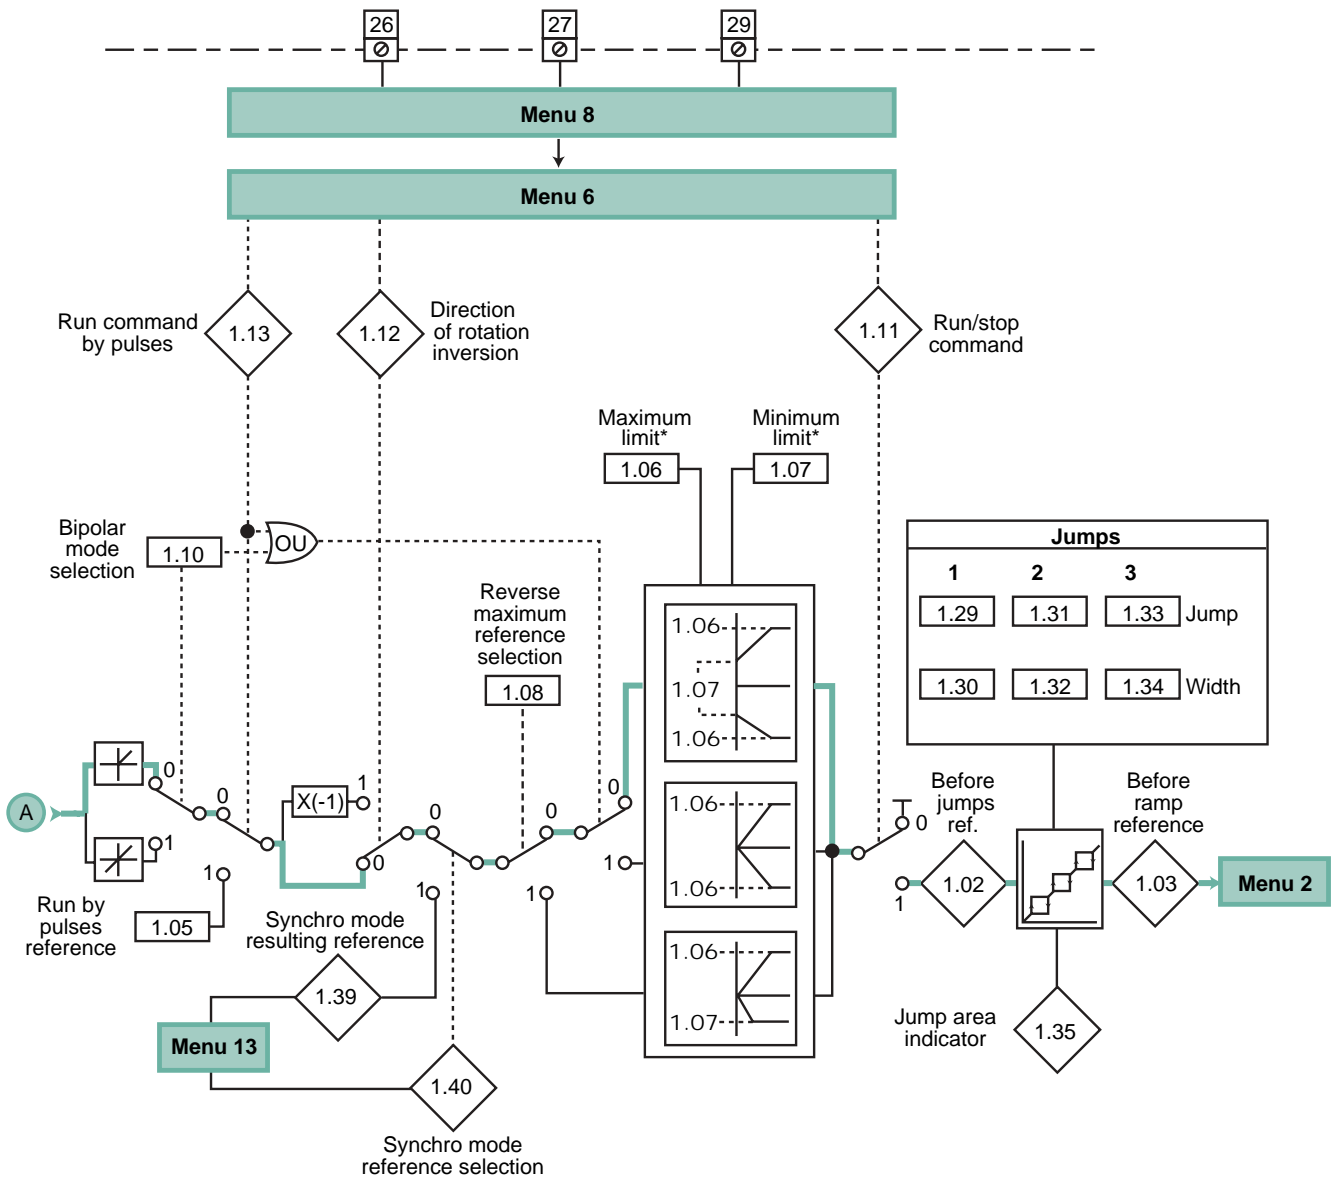 26 27 29
Menu 8
Menu 6
Run command
by pulses
1.13
1.12
Direction
of rotation
inversion
1.11
Run/stop
command
Maximum
limit*
1.06
Minimum
limit*
1.07
Bipolar
mode
selection
1.10
OU
Reverse
maximum
reference
selection
1.08
Jumps
1 2 3
1.29 1.31 1.33 Jump
1.30 1.32 1.34 Width
1.06
1.07
1.06
1.06
1.06
1.06
1.07
A
0
1
0
1
X(-1)
1
0
0
1
0
1
0
1
0
1
Run by
pulses
reference
1.05
Synchro mode
resulting reference
1.39
Menu 13
1.40
Synchro mode
reference selection
Before
jumps
ref.
1.02
Before
ramp
reference
1.03
Menu 2
Jump area
indicator
1.35